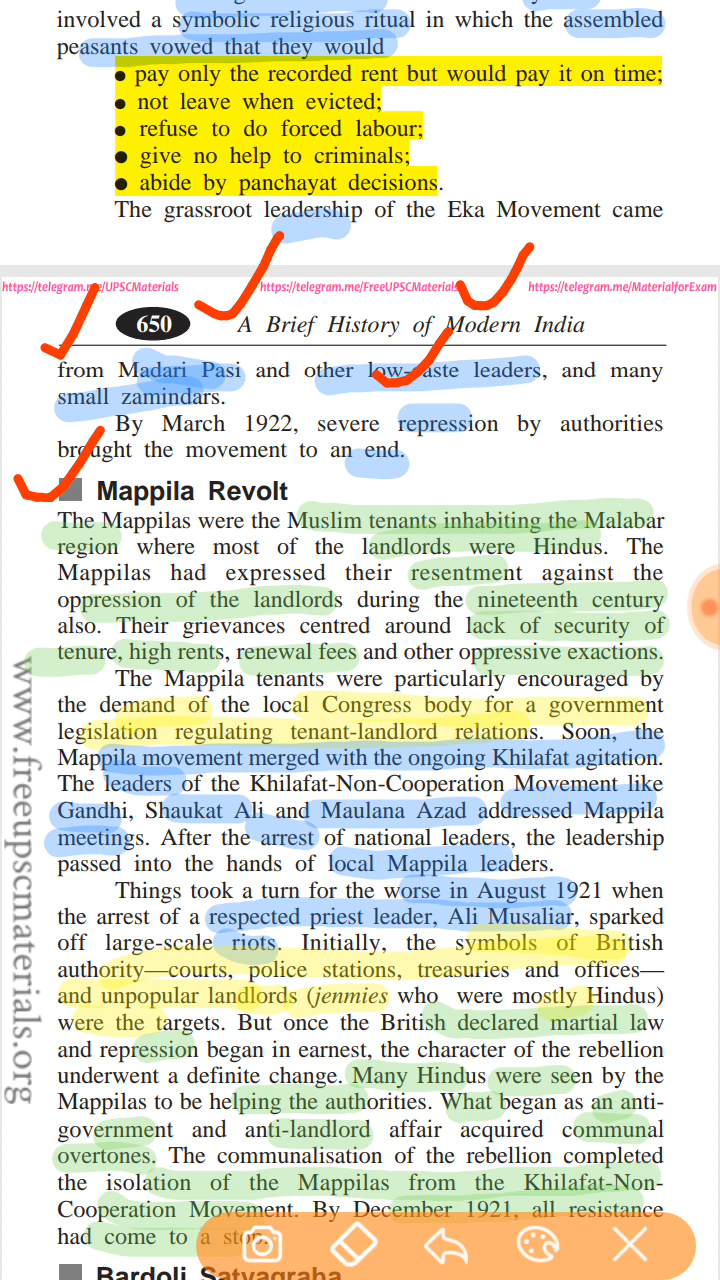 involved a symbolic religious ritual in which the assembled
peasants vowed that they would
● pay only the recorded rent but would pay it on time;
● not leave when evicted;
● refuse to do forced labour;
● give no help to criminals;
● abide by panchayat decisions.
The grassroot leadership of the Eka Movement came
https://telegram.me/UPSCMaterials https://telegram.me/FreeUPSCMaterials https://telegram.me/MaterialforExam
650 A Brief History of Modern India
from Madari Pasi and other low-caste leaders, and many
small zamindars.
By March 1922, severe repression by authorities
brought the movement to an end.
Mappila Revolt
The Mappilas were the Muslim tenants inhabiting the Malabar
region where most of the landlords were Hindus. The
Mappilas had expressed their resentment against the
oppression of the landlords during the nineteenth century
also. Their grievances centred around lack of security of
tenure, high rents, renewal fees and other oppressive exactions.
The Mappila tenants were particularly encouraged by
the demand of the local Congress body for a government
legislation regulating tenant-landlord relations. Soon, the
Mappila movement merged with the ongoing Khilafat agitation.
The leaders of the Khilafat-Non-Cooperation Movement like
Gandhi, Shaukat Ali and Maulana Azad addressed Mappila
meetings. After the arrest of national leaders, the leadership
passed into the hands of local Mappila leaders.
Things took a turn for the worse in August 1921 when
the arrest of a respected priest leader, Ali Musaliar, sparked
off large-scale riots. Initially, the symbols of British
authority—courts, police stations, treasuries and offices—
and unpopular landlords (jenmies who were mostly Hindus)
were the targets. But once the British declared martial law
and repression began in earnest, the character of the rebellion
underwent a definite change. Many Hindus were seen by the
Mappilas to be helping the authorities. What began as an anti-
government and anti-landlord affair acquired communal
overtones. The communalisation of the rebellion completed
the isolation of the Mappilas from the Khilafat-Non-
Cooperation Movement. By December 1921, all resistance
had come to a stop.
Bardoli Satyagraha
www.freeupscmaterials.org